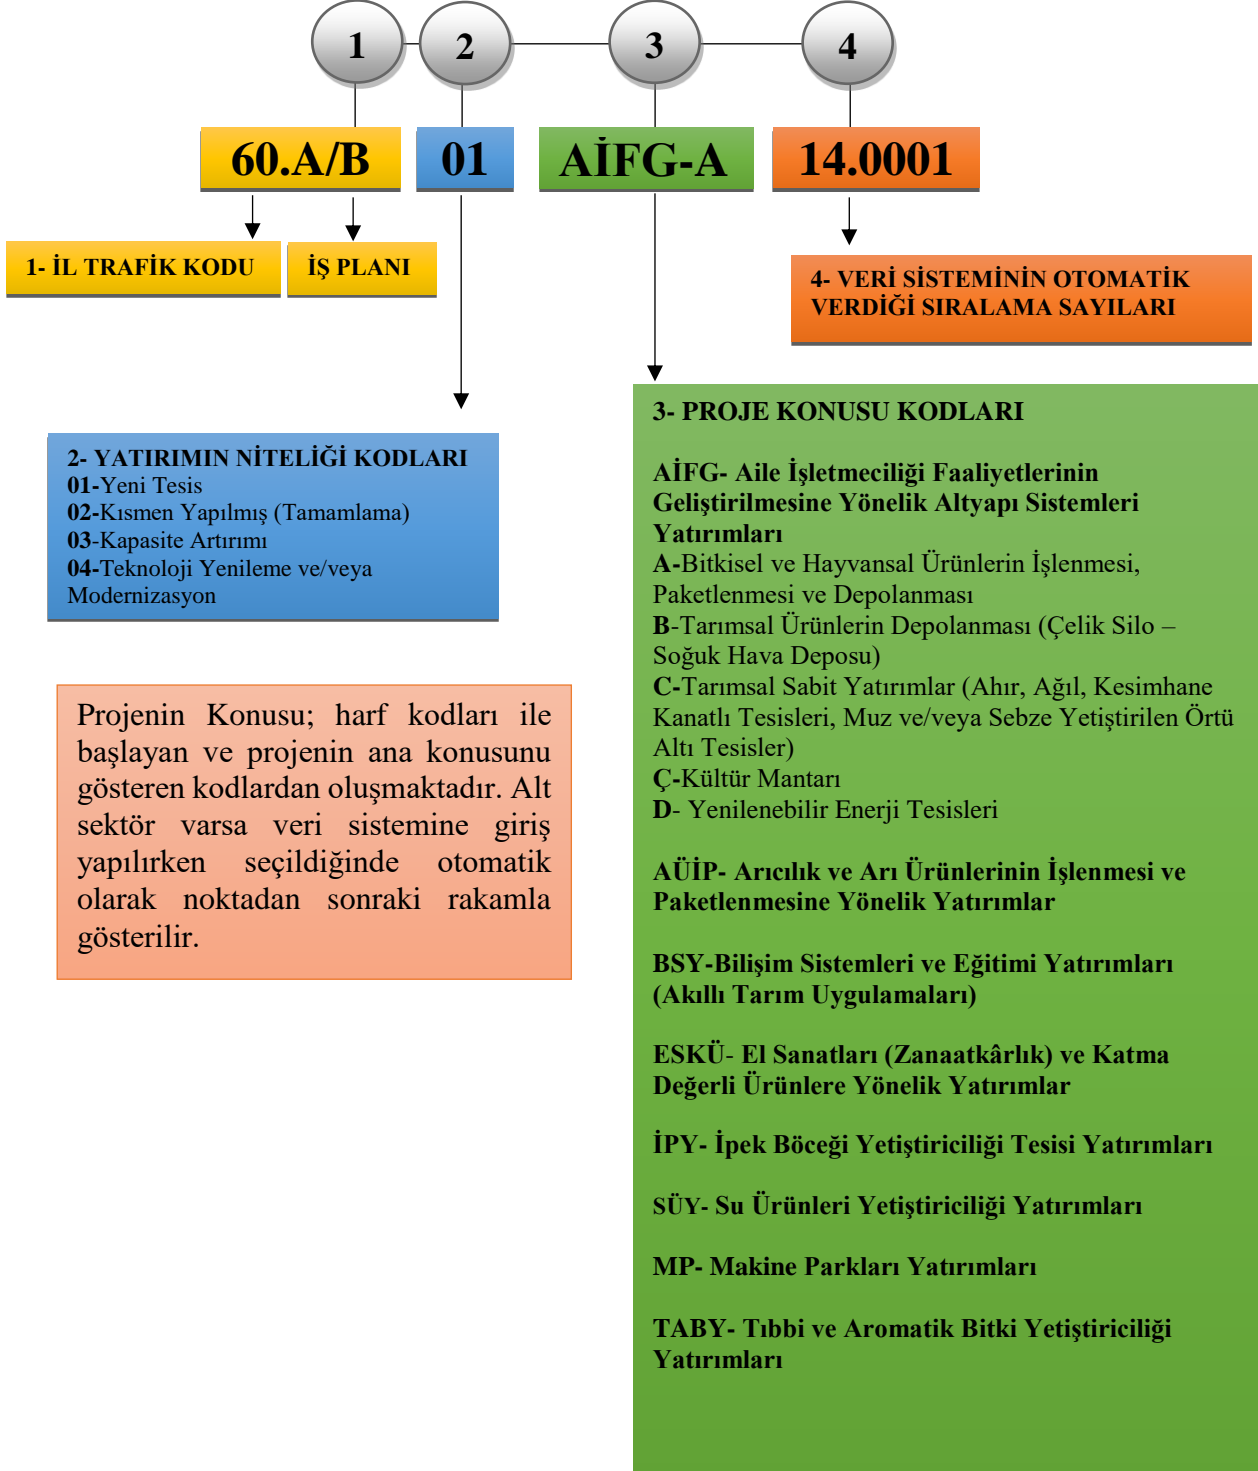 1
2
3
4
60.A/B
01
AİFG-A
14.0001
1- İL TRAFİK KODU
İŞ PLANI
4- VERİ SİSTEMİNİN OTOMATİK
VERDİĞİ SIRALAMA SAYILARI
2- YATIRIMIN NİTELİĞİ KODLARI
01-Yeni Tesis
02-Kısmen Yapılmış (Tamamlama)
03-Kapasite Artırımı
04-Teknoloji Yenileme ve/veya
Modernizasyon
Projenin Konusu; harf kodları ile
başlayan ve projenin ana konusunu
gösteren kodlardan oluşmaktadır. Alt
sektör varsa veri sistemine giriş
yapılırken seçildiğinde otomatik
olarak noktadan sonraki rakamla
gösterilir.
3- PROJE KONUSU KODLARI
AİFG- Aile İşletmeciliği Faaliyetlerinin
Geliştirilmesine Yönelik Altyapı Sistemleri
Yatırımları
A-Bitkisel ve Hayvansal Ürünlerin İşlenmesi,
Paketlenmesi ve Depolanması
B-Tarımsal Ürünlerin Depolanması (Çelik Silo –
Soğuk Hava Deposu)
C-Tarımsal Sabit Yatırımlar (Ahır, Ağıl, Kesimhane
Kanatlı Tesisleri, Muz ve/veya Sebze Yetiştirilen Örtü
Altı Tesisler)
Ç-Kültür Mantarı
D- Yenilenebilir Enerji Tesisleri
AÜİP- Arıcılık ve Arı Ürünlerinin İşlenmesi ve
Paketlenmesine Yönelik Yatırımlar
BSY-Bilişim Sistemleri ve Eğitimi Yatırımları
(Akıllı Tarım Uygulamaları)
ESKÜ- El Sanatları (Zanaatkârlık) ve Katma
Değerli Ürünlere Yönelik Yatırımlar
İPY- İpek Böceği Yetiştiriciliği Tesisi Yatırımları
SÜY- Su Ürünleri Yetiştiriciliği Yatırımları
MP- Makine Parkları Yatırımları
TABY- Tıbbi ve Aromatik Bitki Yetiştiriciliği
Yatırımları